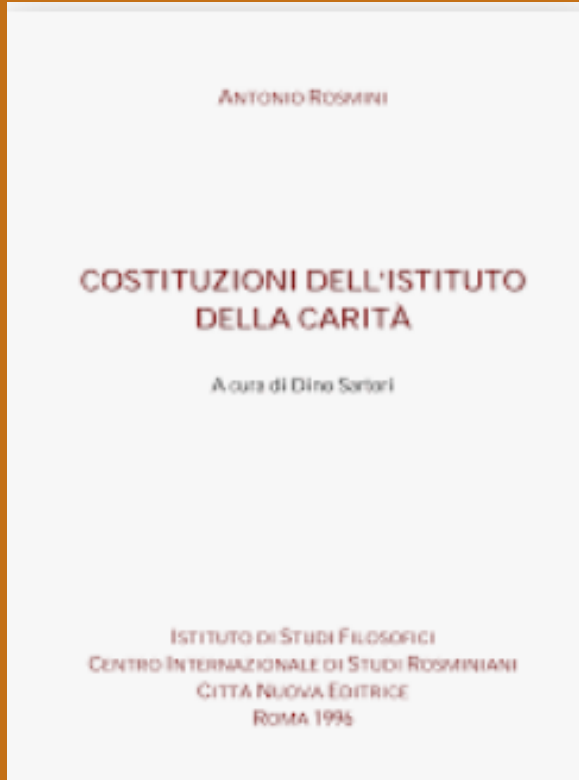 ANTONIO ROSMINI
COSTITUZIONI DELL'ISTITUTO
DELLA CARITÀ
A cura di Dino Sartori
ISTITUTO DI STUDI FILOSOFICI
CENTRO INTERNAZIONALE DI STUDI ROSMINIANI
CITTÀ NUOVA EDITRICE
ROMA 1996